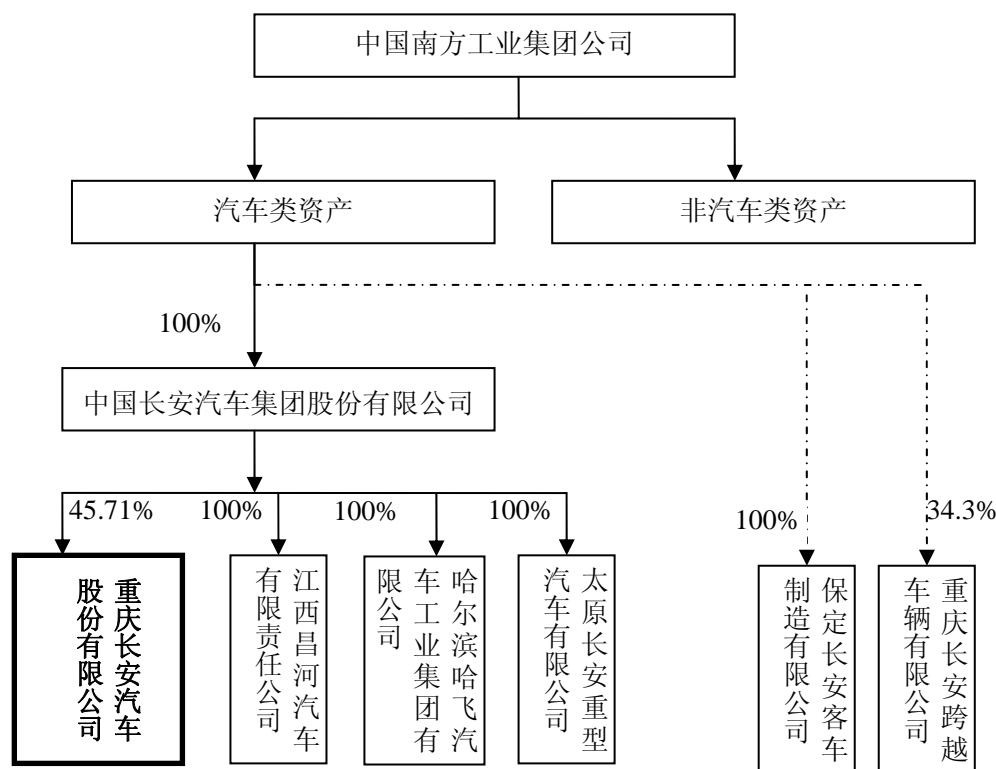 中国南方工业集团公司
汽车类资产
非汽车类资产
100%
中国长安汽车集团股份有限公司
45.71%
100%
100%
100%
100%
34.3%
重庆长安汽车
股份有限公司
江西昌河汽车
有限责任公司
哈尔滨哈飞汽
车工业集团有
限公司
太原长安重型
汽车有限公司
保定长安客车
制造有限公司
重庆长安跨越
车辆有限公司